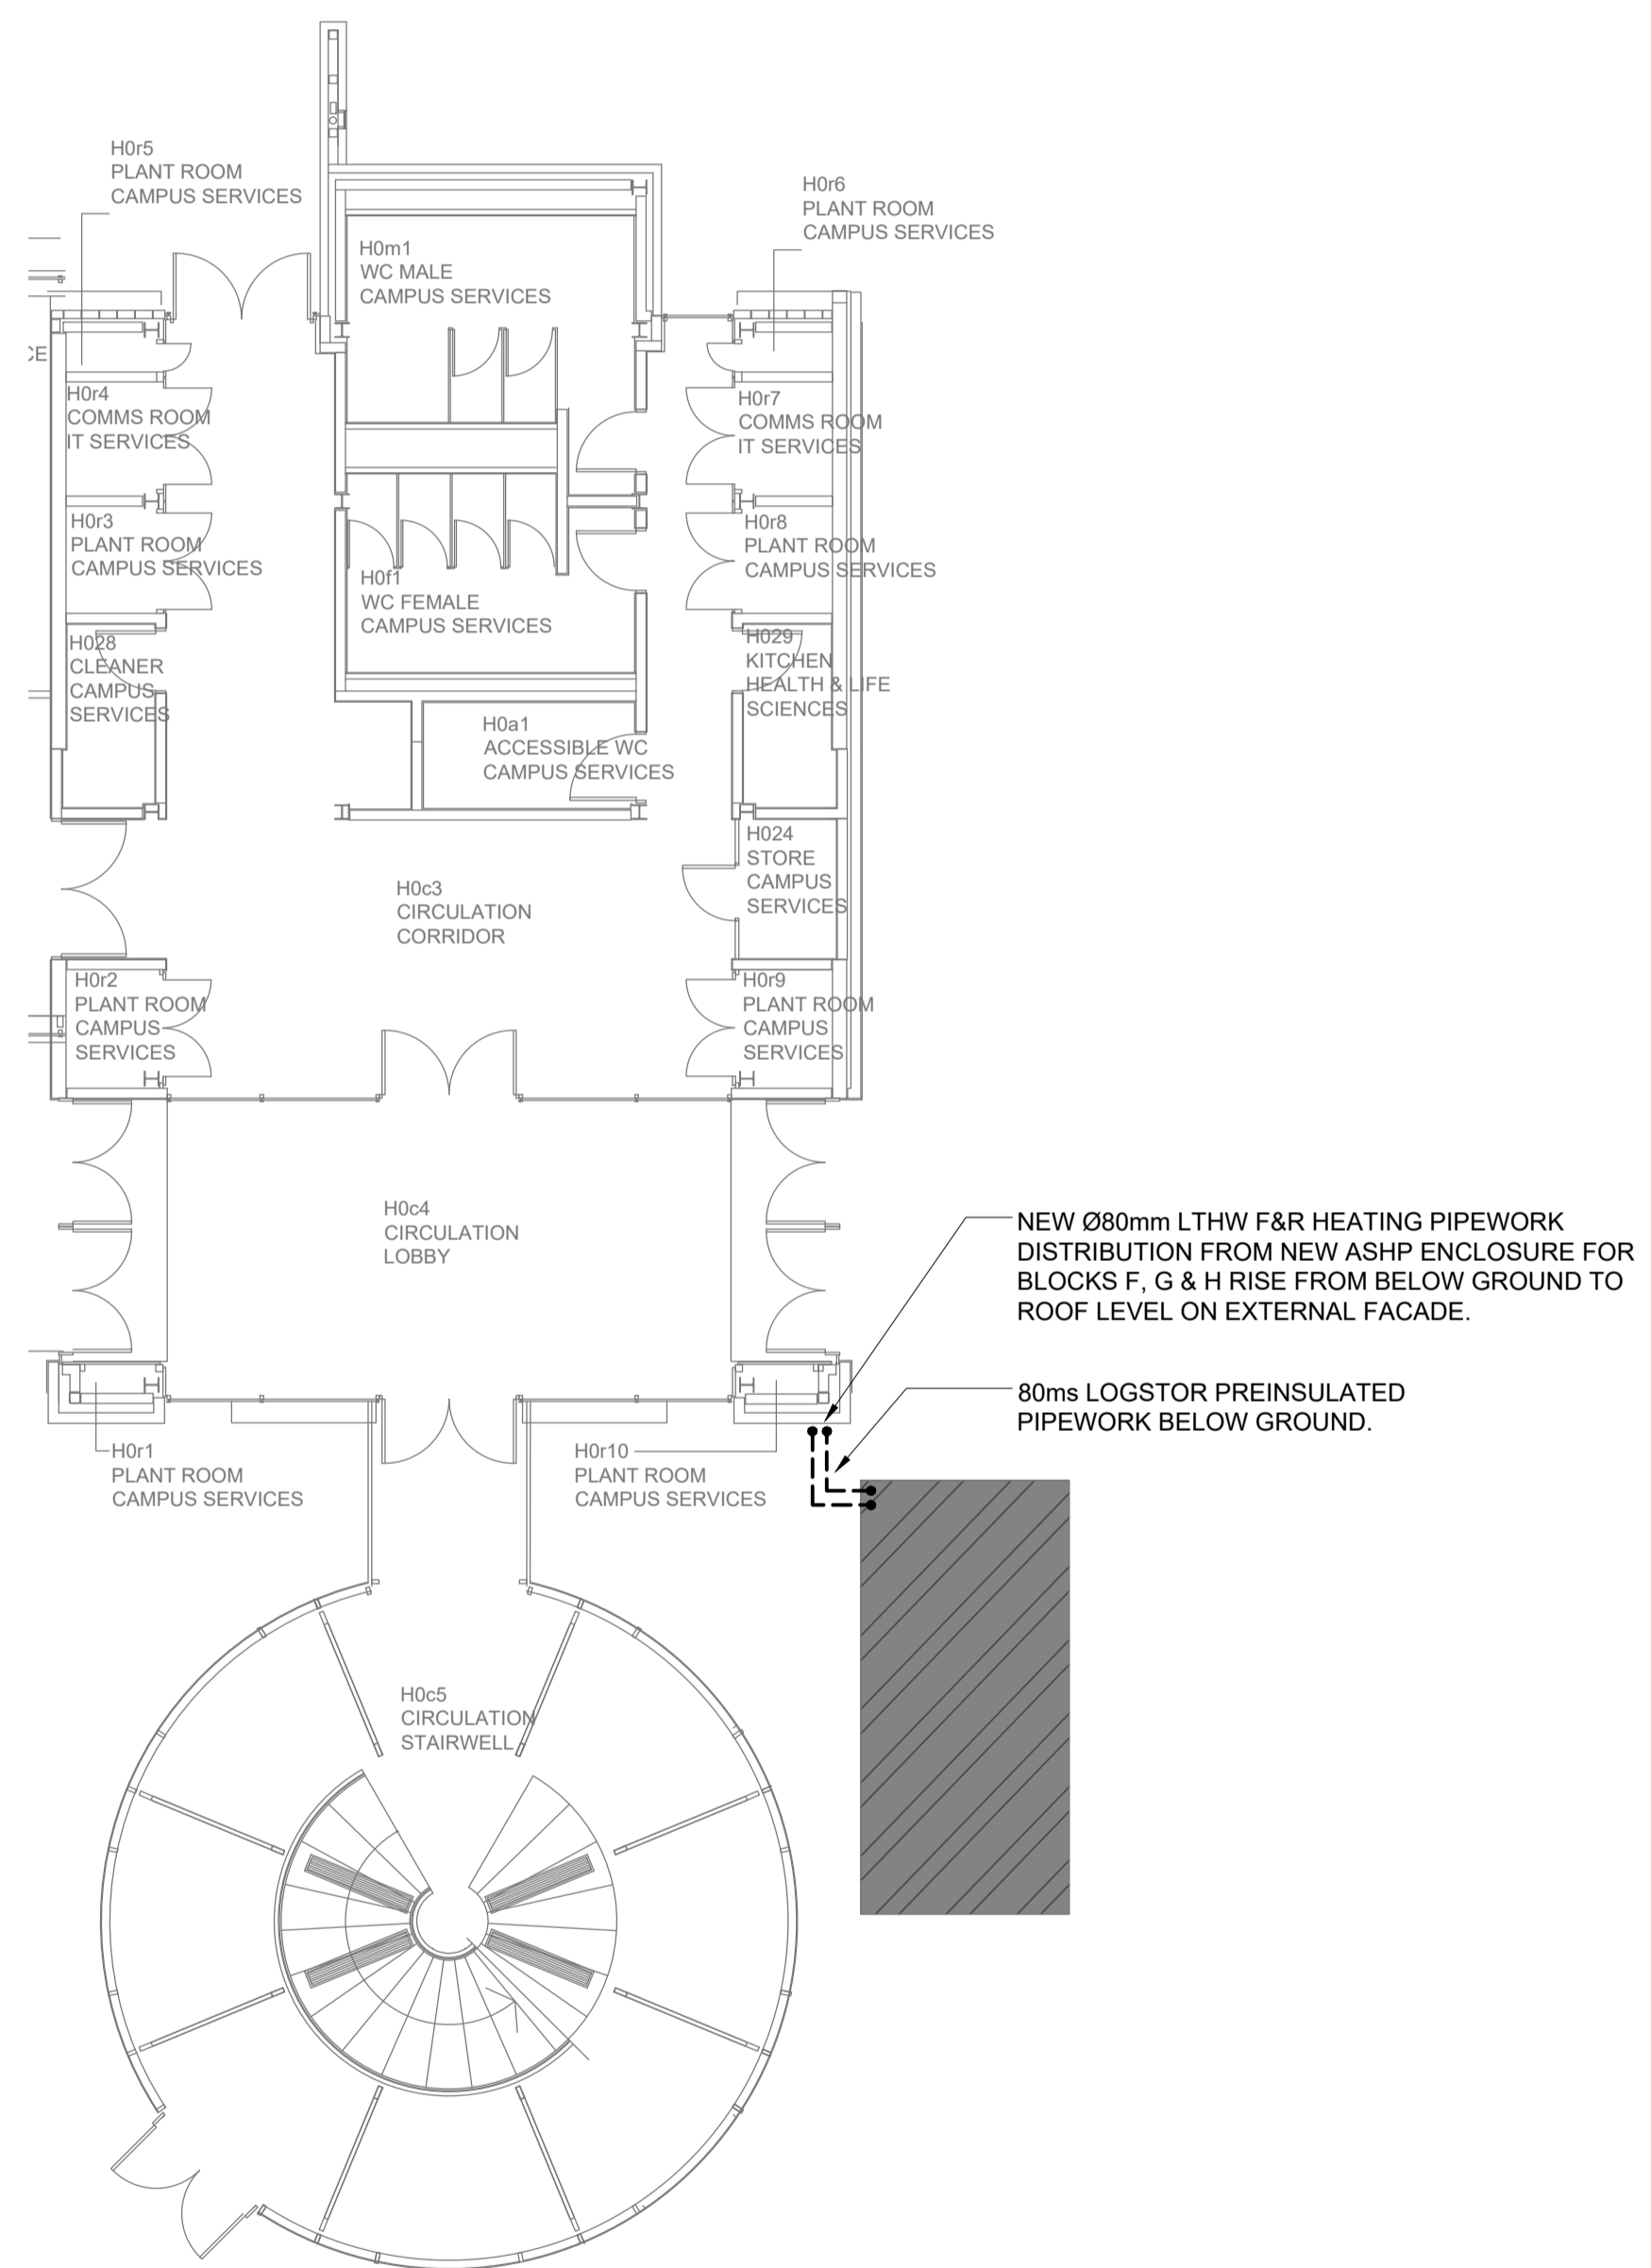 H0r5
PLANT ROOM
CAMPUS SERVICES
H0r6
PLANT ROOM
CAMPUS SERVICES
H0m1
WC MALE
CAMPUS SERVICES
CE
H0r4
COMMS ROOM
IT SERVICES
H0r7
COMMS ROOM
IT SERVICES
H0r3
PLANT ROOM
CAMPUS SERVICES
H0r8
PLANT ROOM
CAMPUS SERVICES
H0f1
WC FEMALE
CAMPUS SERVICES
H028
CLEANER
CAMPUS
SERVICES
H029
KITCHEN
HEALTH & LIFE
SCIENCES
H0a1
ACCESSIBLE WC
CAMPUS SERVICES
H024
STORE
CAMPUS
SERVICES
H0c3
CIRCULATION
CORRIDOR
H0r2
PLANT ROOM
CAMPUS
SERVICES
H0r9
PLANT ROOM
CAMPUS
SERVICES
H0c4
CIRCULATION
LOBBY
NEW Ø80mm LTHW F&R HEATING PIPEWORK
DISTRIBUTION FROM NEW ASHP ENCLOSURE FOR
BLOCKS F, G & H RISE FROM BELOW GROUND TO
ROOF LEVEL ON EXTERNAL FACADE.
80ms LOGSTOR PREINSULATED
PIPEWORK BELOW GROUND.
H0r1
PLANT ROOM
CAMPUS SERVICES
H0r10
PLANT ROOM
CAMPUS SERVICES
H0c5
CIRCULATION
STAIRWELL